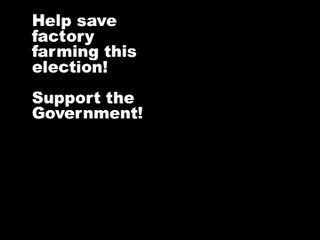 Help save
factory
farming this
election!
Support the
Government!